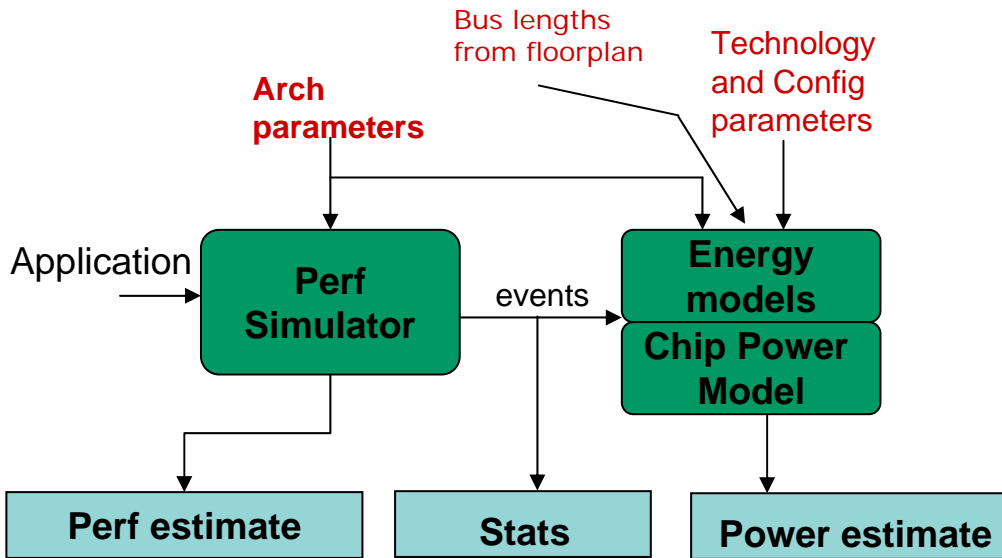 Bus lengths
from floorplan
Technology
and Config
parameters
Arch
parameters
Application
Perf
Simulator
events
Energy
models
Chip Power
Model
Perf estimate
Stats
Power estimate